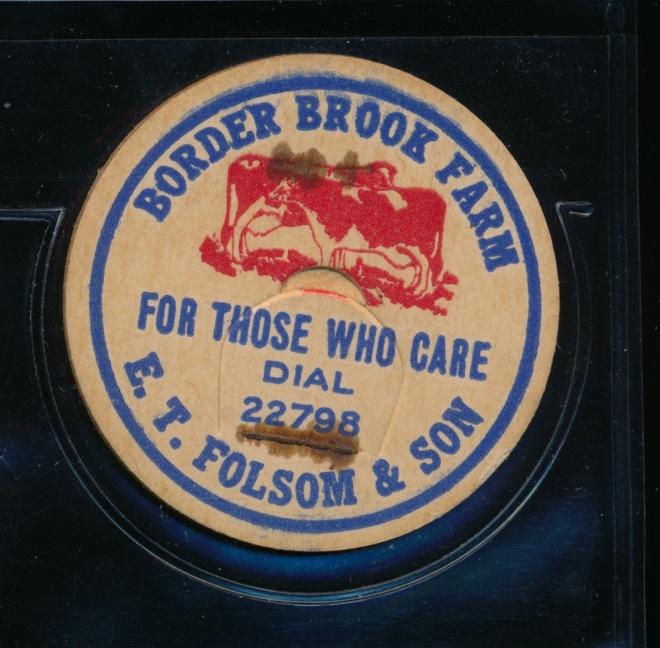 BORDER BROOK FARM
FOR THOSE WHO CARE
DIAL
22798
E. T. FOLSOM & SON